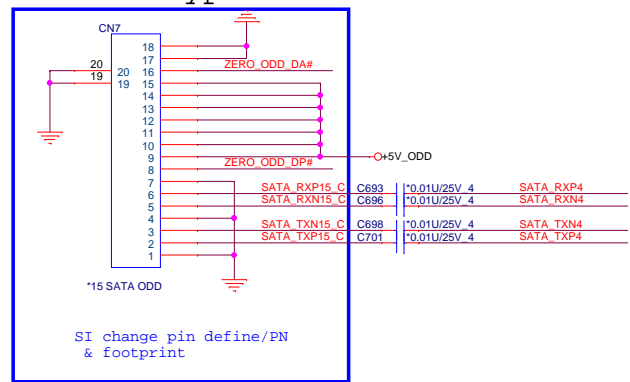 CN7
18
17
20 20 16 ZERO_ODD_DA#
19 19 15
14
13
12
11
10
9 +5V_ODD
8 ZERO_ODD_DP#
7
6 SATA_RXP15_C C693 *0.01U/25V_4 SATA_RXP4
5 SATA_RXN15_C C696 *0.01U/25V_4 SATA_RXN4
4
3 SATA_TXN15_C C698 *0.01U/25V_4 SATA_TXN4
2 SATA_TXP15_C C701 *0.01U/25V_4 SATA_TXP4
1
*15 SATA ODD
SI change pin define/PN
& footprint